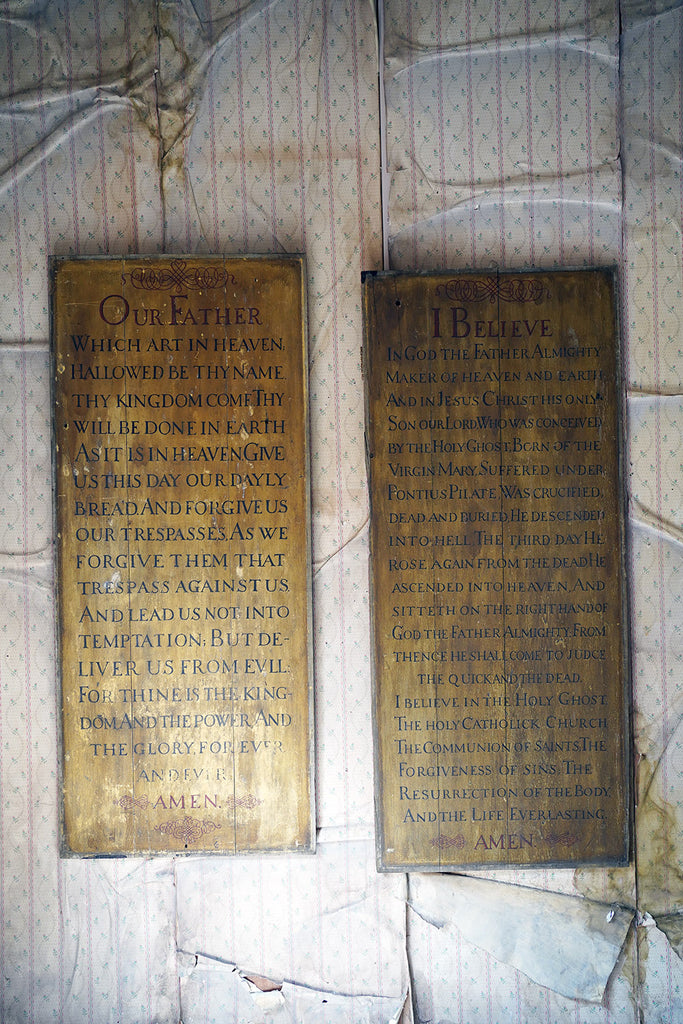 OUR FATHER
WHICH ART IN HEAVEN,
HALLOWED BE THY NAME.
THY KINGDOM COME. THY
WILL BE DONE IN EARTH
AS IT IS IN HEAVEN. GIVE
US THIS DAY OUR DAYLY
BREAD. AND FORGIVE US
OUR TRESPASSES, AS WE
FORGIVE THEM THAT
TRESPASS AGAINST US.
AND LEAD US NOT INTO
TEMPTATION; BUT DE-
LIVER US FROM EVIL:
FOR THINE IS THE KING-
DOM, AND THE POWER, AND
THE GLORY, FOR EVER
AND EVER.
AMEN.
I BELIEVE
IN GOD THE FATHER ALMIGHTY
MAKER OF HEAVEN AND EARTH
AND IN JESUS CHRIST HIS ONLY
SON OUR LORD WHO WAS CONCEIVED
BY THE HOLY GHOST, BORN OF THE
VIRGIN MARY, SUFFERED UNDER
PONTIUS PILATE, WAS CRUCIFIED,
DEAD AND BURIED, HE DESCENDED
INTO HELL, THE THIRD DAY HE
ROSE AGAIN FROM THE DEAD HE
ASCENDED INTO HEAVEN, AND
SITTETH ON THE RIGHT HAND OF
GOD THE FATHER ALMIGHTY, FROM
THENCE HE SHALL COME TO JUDGE
THE QUICK AND THE DEAD.
I BELIEVE IN THE HOLY GHOST.
THE HOLY CATHOLICK CHURCH
THE COMMUNION OF SAINTS, THE
FORGIVENESS OF SINS. THE
RESURRECTION OF THE BODY,
AND THE LIFE EVERLASTING.
AMEN.